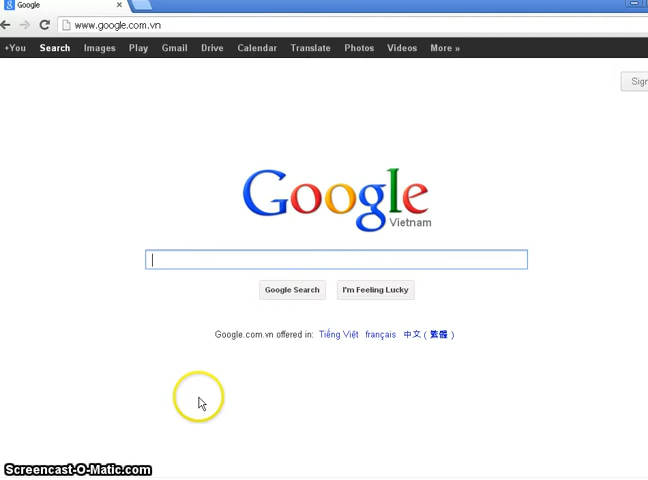 Google
www.google.com.vn
+You Search Images Play Gmail Drive Calendar Translate Photos Videos More »
Sign
Google
Vietnam
Google Search I'm Feeling Lucky
Google.com.vn offered in: Tiếng Việt français 中文 (繁體)
Screencast-O-Matic.com